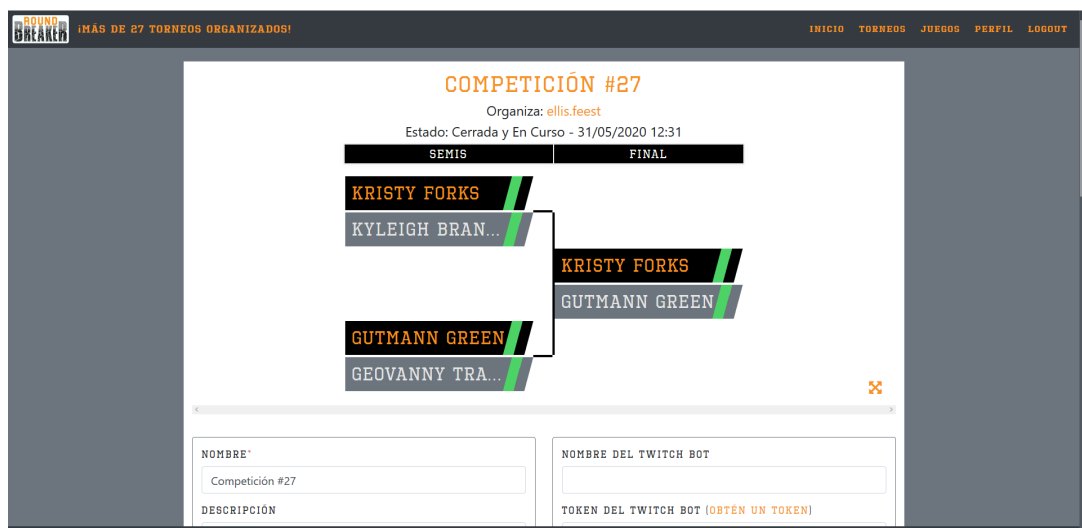 ROUND
BREAKER
¡MÁS DE 27 TORNEOS ORGANIZADOS!
INICIO TORNEOS JUEGOS PERFIL LOGOUT
COMPETICIÓN #27
Organiza: ellis.feest
Estado: Cerrada y En Curso - 31/05/2020 12:31
SEMIS FINAL
KRISTY FORKS
KYLEIGH BRAN...
KRISTY FORKS
GUTMANN GREEN
GUTMANN GREEN
GEOVANNY TRA...
NOMBRE*
Competición #27
DESCRIPCIÓN
NOMBRE DEL TWITCH BOT
TOKEN DEL TWITCH BOT (OBTÉN UN TOKEN)